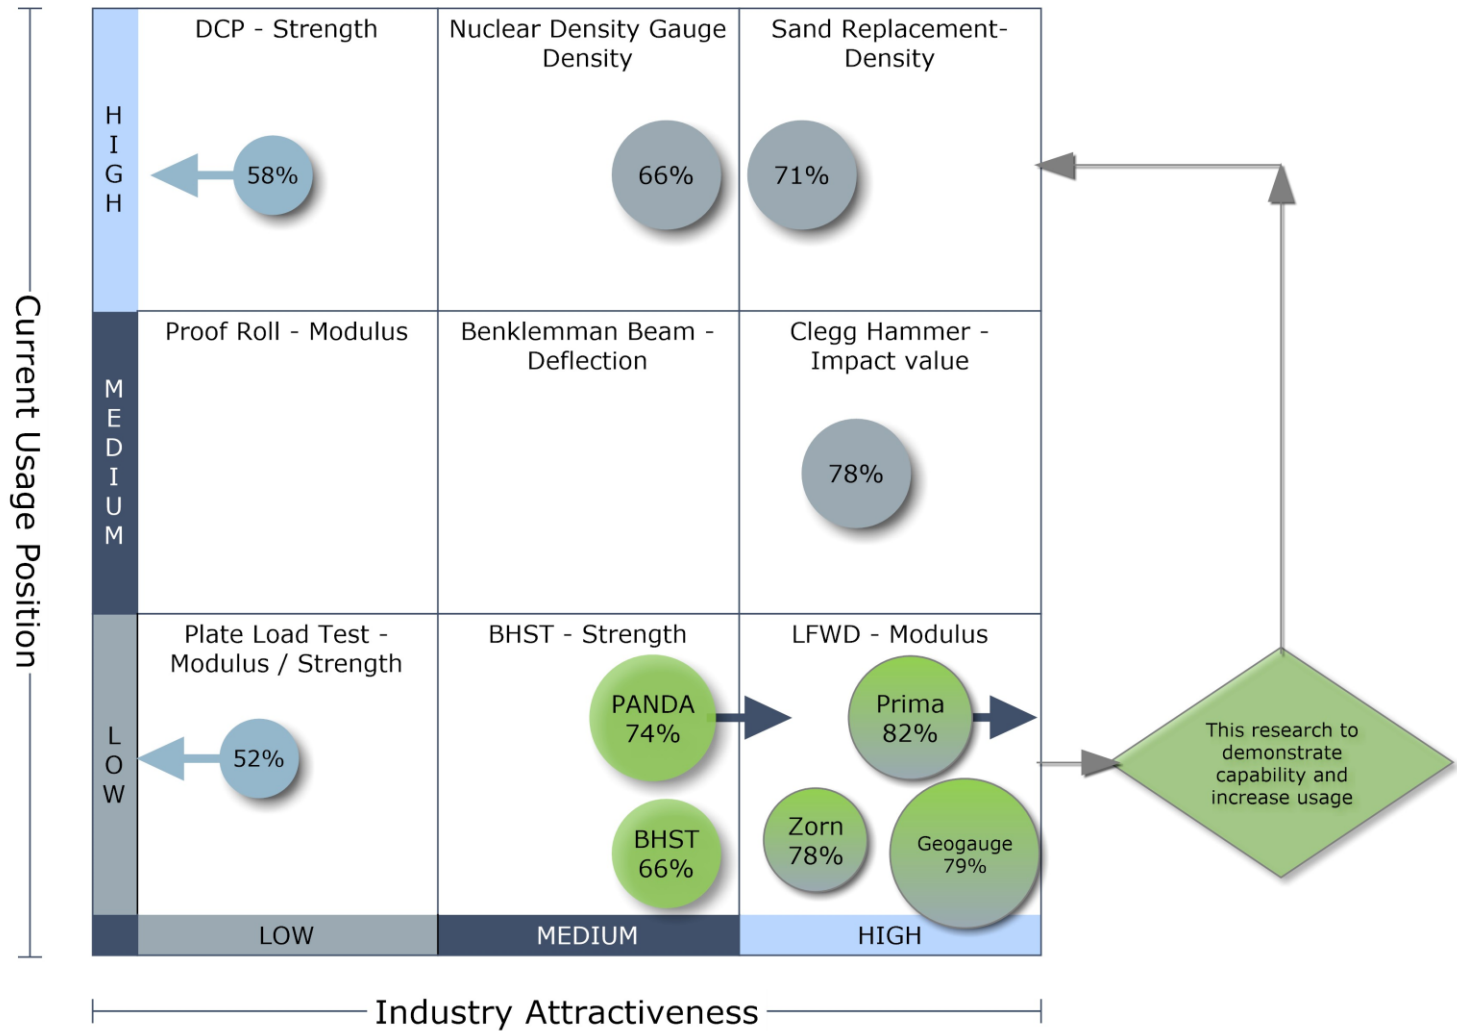 DCP - Strength
Nuclear Density Gauge
Density
Sand Replacement-
Density
HIGH
58%
66%
71%
Current Usage Position
Proof Roll - Modulus
Benklemman Beam -
Deflection
Clegg Hammer -
Impact value
MEDIUM
78%
Plate Load Test -
Modulus / Strength
BHST - Strength
LFWD - Modulus
LOW
52%
PANDA
74%
BHST
66%
Prima
82%
Zorn
78%
Geogauge
79%
This research to
demonstrate
capability and
increase usage
LOW
MEDIUM
HIGH
Industry Attractiveness